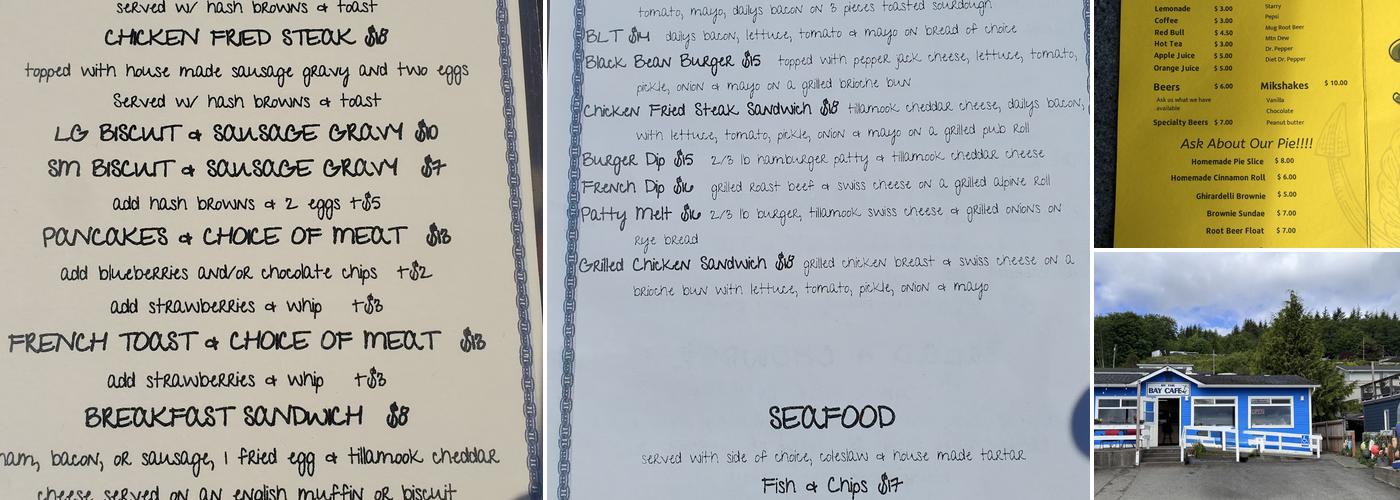 served w/ hash browns & toast
CHICKEN FRIED STEAK $18
topped with house made sausage gravy and two eggs
Served w/ hash browns & toast
LG BISCUIT & SAUSAGE GRAVY $10
SM BISCUIT & SAUSAGE GRAVY $7
add hash browns & 2 eggs +$5
PANCAKES & CHOICE OF MEAT $13
add blueberries and/or chocolate chips +$2
add strawberries & whip +$3
FRENCH TOAST & CHOICE OF MEAT $13
add strawberries & whip +$3
BREAKFAST SANDWICH $8
ham, bacon, or sausage, 1 fried egg & tillamook cheddar
cheese served on an english muffin or biscuit
tomato, mayo, dailys bacon on 3 pieces toasted sourdough
BLT $14 dailys bacon, lettuce, tomato & mayo on bread of choice
Black Bean Burger $15 topped with pepper jack cheese, lettuce, tomato,
pickle, onion & mayo on a grilled brioche bun
Chicken Fried Steak Sandwich $18 tillamook cheddar cheese, dailys bacon,
with lettuce, tomato, pickle, onion & mayo on a grilled pub roll
Burger Dip $15 2/3 lb hamburger patty & tillamook cheddar cheese
French Dip $16 grilled roast beef & swiss cheese on a grilled alpine roll
Patty Melt $16 2/3 lb burger, tillamook swiss cheese & grilled onions on
rye bread
Grilled Chicken Sandwich $18 grilled chicken breast & swiss cheese on a
brioche bun with lettuce, tomato, pickle, onion & mayo
SEAFOOD
served with side of choice, coleslaw & house made tartar
Fish & Chips $17
Lemonade $ 3.00
Coffee $ 3.00
Red Bull $ 4.50
Hot Tea $ 3.00
Apple Juice $ 5.00
Orange Juice $ 5.00
Starry
Pepsi
Mug Root Beer
Mtn Dew
Dr. Pepper
Diet Dr. Pepper
Beers $ 6.00
Ask us what we have
available
Specialty Beers $ 7.00
Milkshakes $ 10.00
Vanilla
Chocolate
Peanut butter
Ask About Our Pie!!!!
Homemade Pie Slice $ 8.00
Homemade Cinnamon Roll $ 6.00
Ghirardelli Brownie $ 5.00
Brownie Sundae $ 7.00
Root Beer Float $ 7.00
BY THE
BAY CAFE